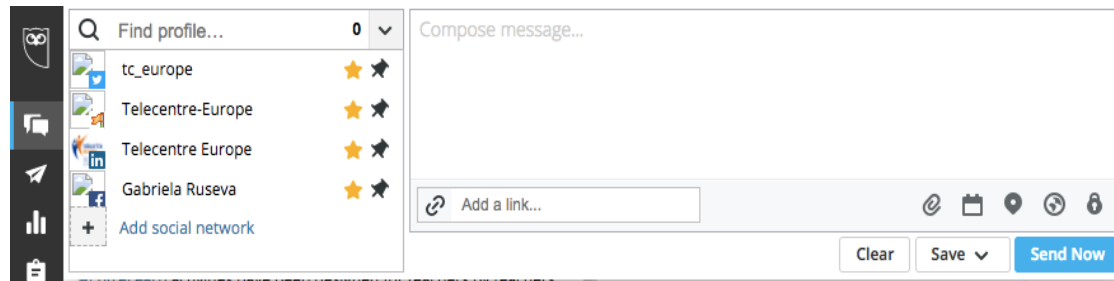 Find profile... 0
Compose message...
tc_europe
Telecentre-Europe
Telecentre Europe
Gabriela Ruseva
Add social network
Add a link...
Clear Save Send Now